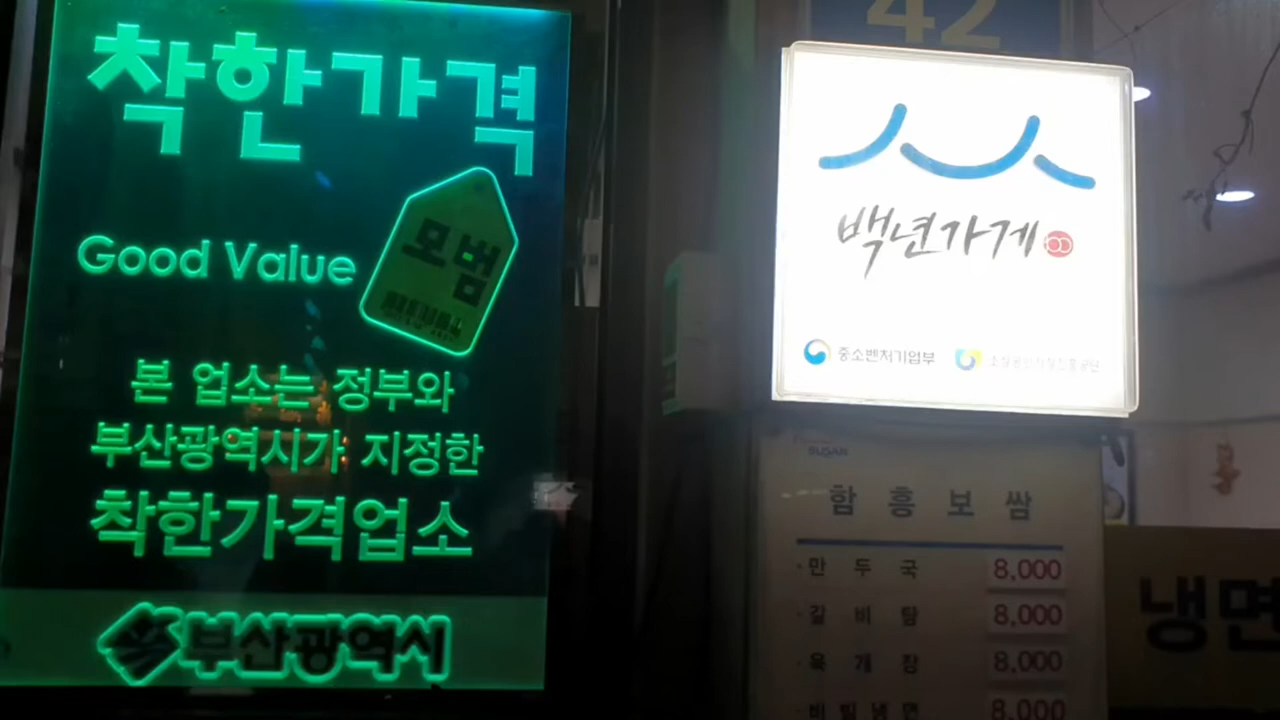 착한가격
Good Value
모범
본 업소는 정부와
부산광역시가 지정한
착한가격업소
부산광역시
42
백년가게
중소벤처기업부
소상공인시장진흥공단
BUSAN
함흥보쌈
만두국 8,000
갈비탕 8,000
육개장 8,000
비빔냉면 8,000
냉면